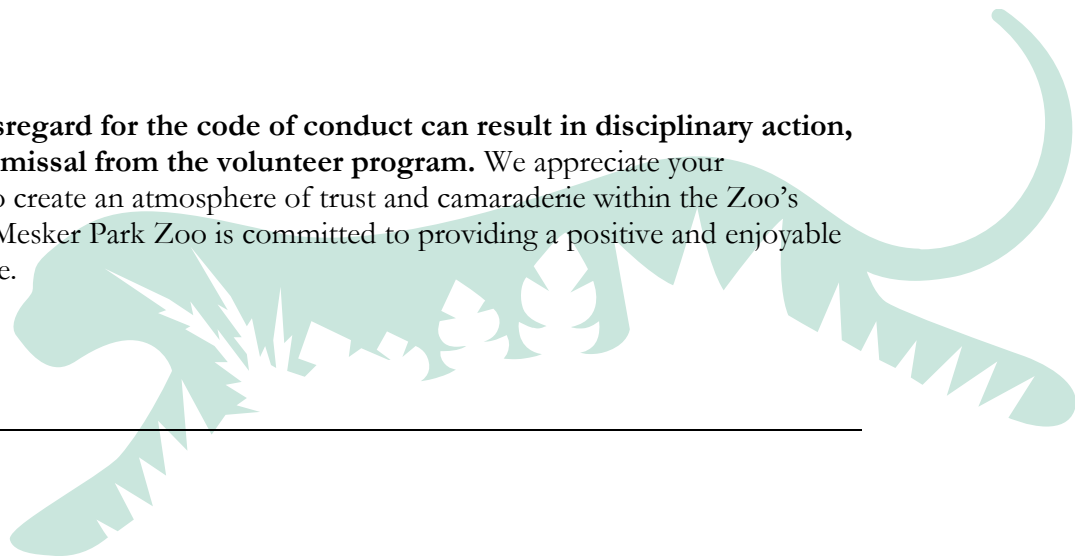 sregard for the code of conduct can result in disciplinary action,
missal from the volunteer program. We appreciate your
o create an atmosphere of trust and camaraderie within the Zoo’s
Mesker Park Zoo is committed to providing a positive and enjoyable
e.